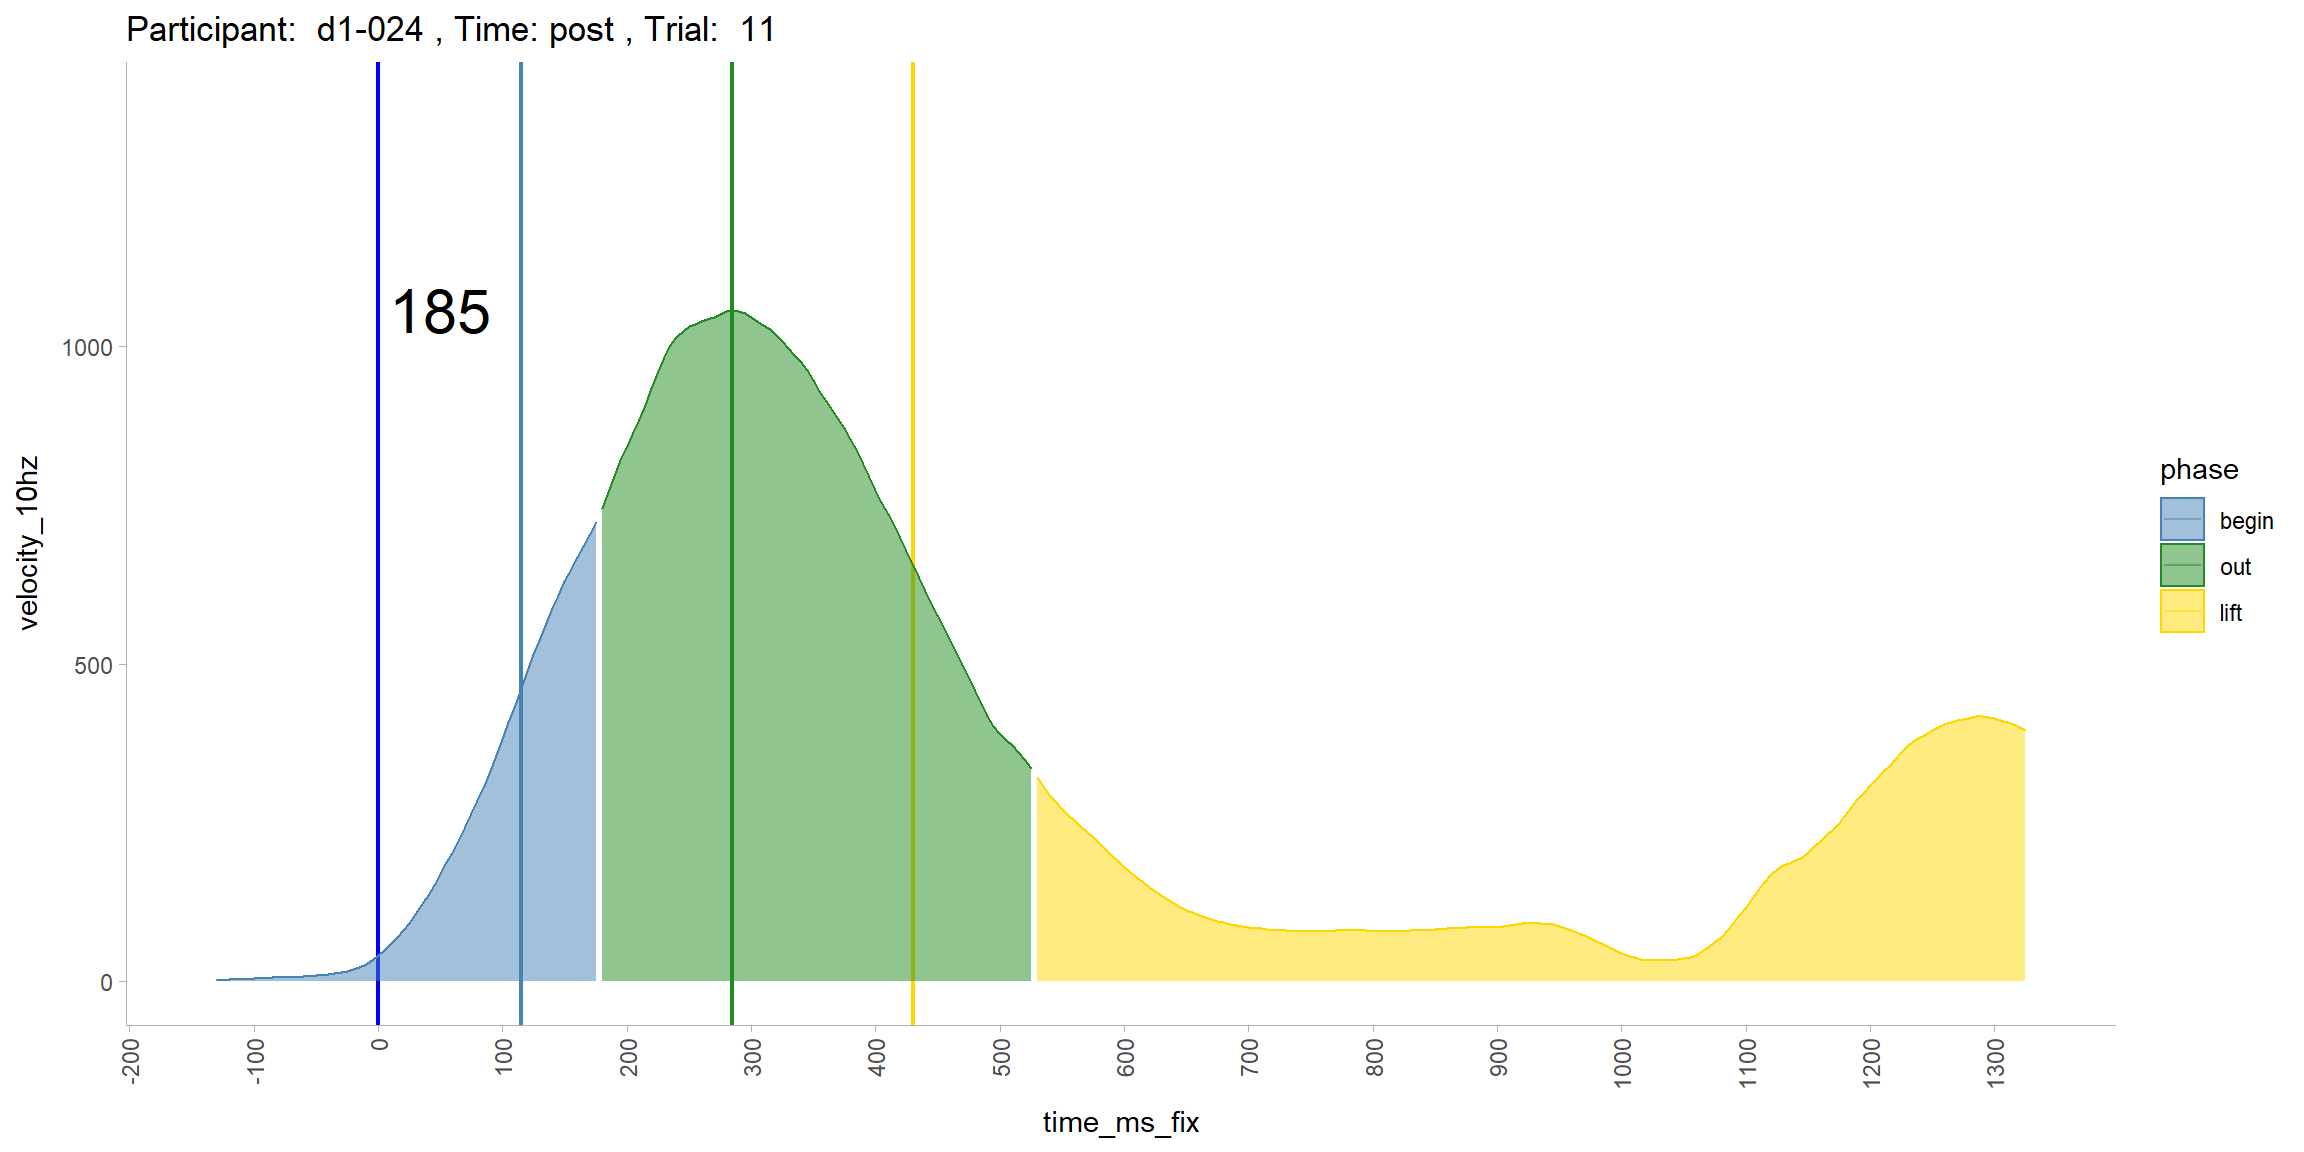 Participant:  d1-024 , Time: post , Trial:  11
185
1000
500
0
velocity_10hz
-200
-100
0
100
200
300
400
500
600
700
800
900
1000
1100
1200
1300
time_ms_fix
phase
begin
out
lift